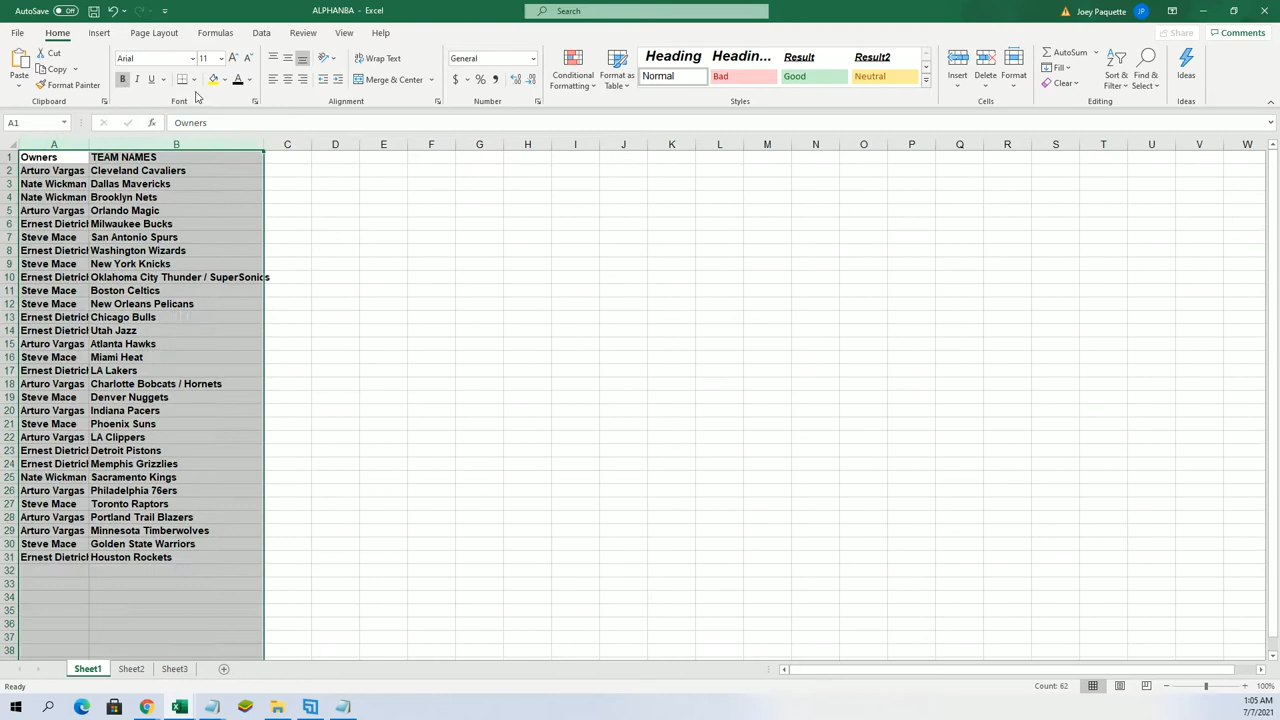 AutoSave Off ALPHANBA - Excel Search Joey Paquette JP
File Home Insert Page Layout Formulas Data Review View Help Share Comments
Paste Cut Copy Format Painter Clipboard
Arial 11 B I U A Font
Wrap Text Merge & Center Alignment
General $ % Number
Conditional Formatting Format as Table
Heading Headin... Result Result2
Normal Bad Good Neutral
Styles
Insert Delete Format Cells
AutoSum Fill Clear Sort & Filter Find & Select Editing
Ideas Ideas
A1 fx Owners
A B C D E F G H I J K L M N O P Q R S T U V W
1 Owners TEAM NAMES
2 Arturo Vargas Cleveland Cavaliers
3 Nate Wickman Dallas Mavericks
4 Nate Wickman Brooklyn Nets
5 Arturo Vargas Orlando Magic
6 Ernest Dietrich Milwaukee Bucks
7 Steve Mace San Antonio Spurs
8 Ernest Dietrich Washington Wizards
9 Steve Mace New York Knicks
10 Ernest Dietrich Oklahoma City Thunder / SuperSonics
11 Steve Mace Boston Celtics
12 Steve Mace New Orleans Pelicans
13 Ernest Dietrich Chicago Bulls
14 Ernest Dietrich Utah Jazz
15 Arturo Vargas Atlanta Hawks
16 Steve Mace Miami Heat
17 Ernest Dietrich LA Lakers
18 Arturo Vargas Charlotte Bobcats / Hornets
19 Steve Mace Denver Nuggets
20 Arturo Vargas Indiana Pacers
21 Steve Mace Phoenix Suns
22 Arturo Vargas LA Clippers
23 Ernest Dietrich Detroit Pistons
24 Ernest Dietrich Memphis Grizzlies
25 Nate Wickman Sacramento Kings
26 Arturo Vargas Philadelphia 76ers
27 Steve Mace Toronto Raptors
28 Arturo Vargas Portland Trail Blazers
29 Arturo Vargas Minnesota Timberwolves
30 Steve Mace Golden State Warriors
31 Ernest Dietrich Houston Rockets
32
33
34
35
36
37
38
Sheet1 Sheet2 Sheet3
Ready Count: 62 100%
1:05 AM
7/7/2021